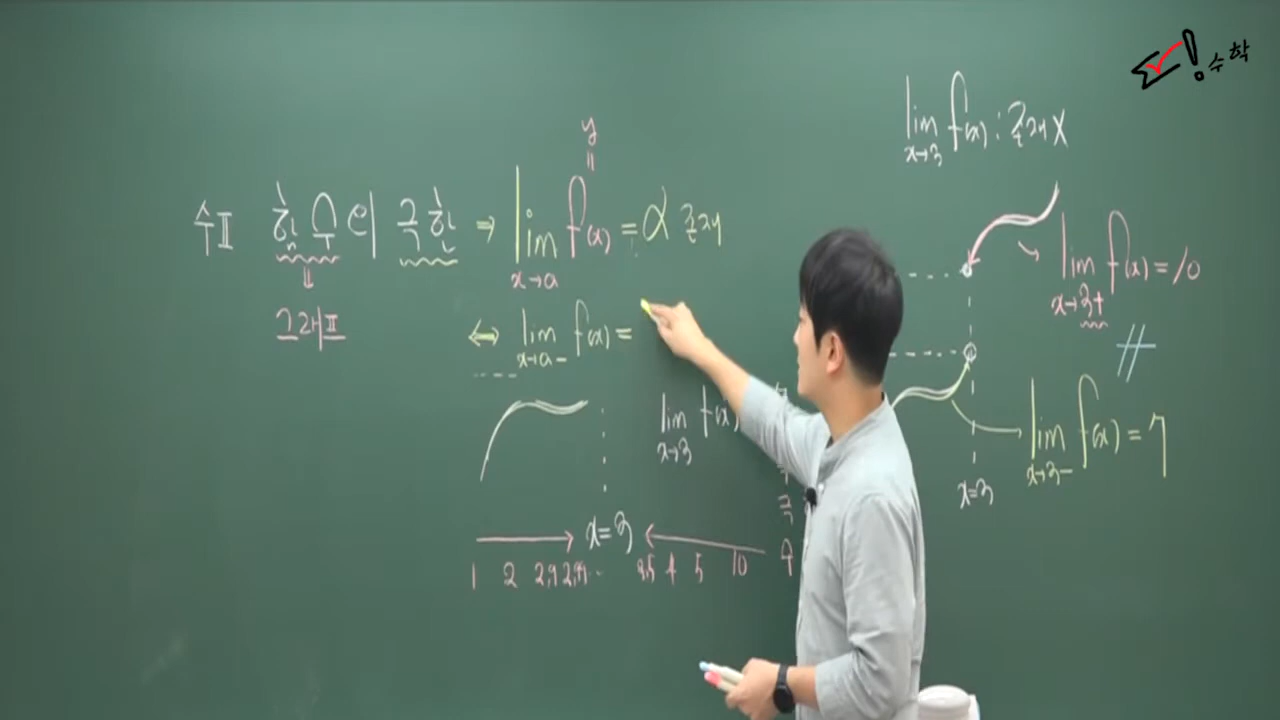 수학
y
॥
수Ⅱ 함수의 극한 ⇒ lim f(x) = α 존재
x→a
॥
그래프
⇔ lim f(x) =
x→a−
lim f(x)
x→3
x=3
1 2 2,9 2,99… 3,5 4 5 10
lim f(x) : 존재 X
x→3
lim f(x) = 10
x→3+
lim f(x) = 7
x→3−
x=3